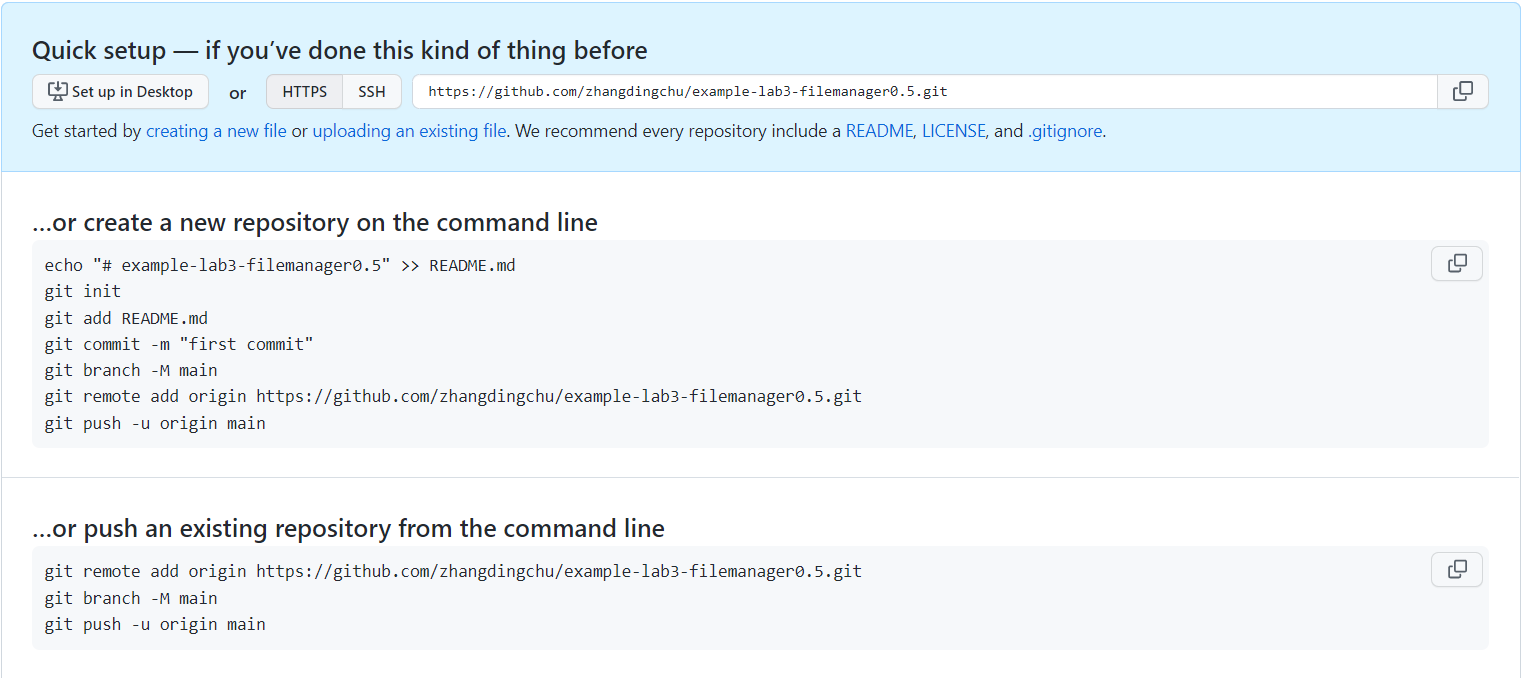 Quick setup — if you’ve done this kind of thing before
Set up in Desktop or HTTPS SSH https://github.com/zhangdingchu/example-lab3-filemanager0.5.git
Get started by creating a new file or uploading an existing file. We recommend every repository include a README, LICENSE, and .gitignore.
…or create a new repository on the command line
echo "# example-lab3-filemanager0.5" >> README.md
git init
git add README.md
git commit -m "first commit"
git branch -M main
git remote add origin https://github.com/zhangdingchu/example-lab3-filemanager0.5.git
git push -u origin main
…or push an existing repository from the command line
git remote add origin https://github.com/zhangdingchu/example-lab3-filemanager0.5.git
git branch -M main
git push -u origin main